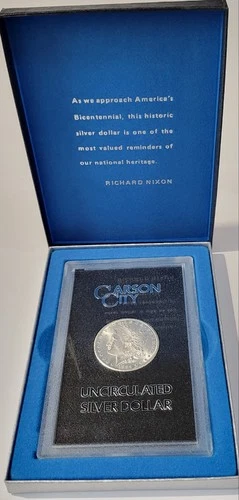 As we approach America's
Bicentennial, this historic
silver dollar is one of the
most valued reminders of
our national heritage.
RICHARD NIXON
CARSON
CITY
UNCIRCULATED
SILVER DOLLAR